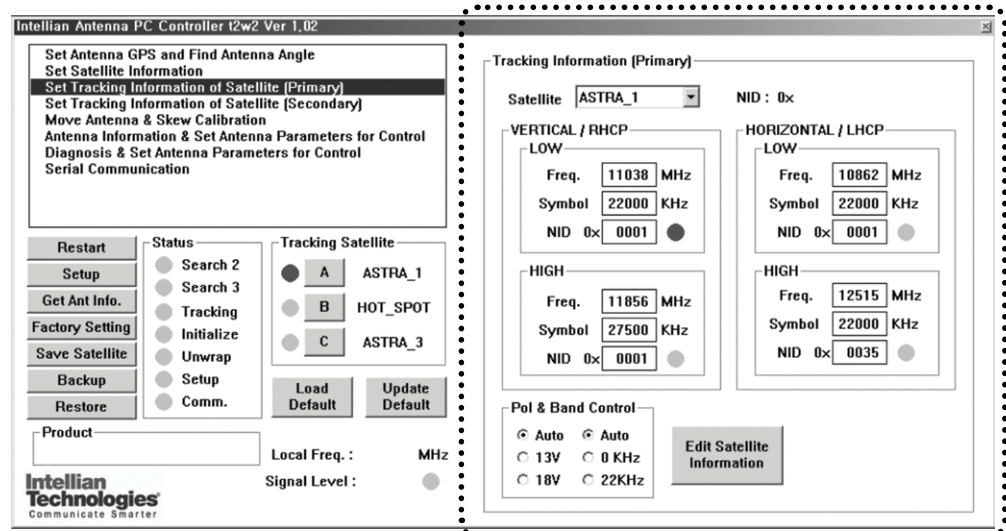 Intellian Antenna PC Controller t2w2 Ver 1,02
Set Antenna GPS and Find Antenna Angle
Set Satellite Information
Set Tracking Information of Satellite (Primary)
Set Tracking Information of Satellite (Secondary)
Move Antenna & Skew Calibration
Antenna Information & Set Antenna Parameters for Control
Diagnosis & Set Antenna Parameters for Control
Serial Communication
Restart
Setup
Get Ant Info.
Factory Setting
Save Satellite
Backup
Restore
Status
Search 2
Search 3
Tracking
Initialize
Unwrap
Setup
Comm.
Tracking Satellite
A ASTRA_1
B HOT_SPOT
C ASTRA_3
Load Default
Update Default
Product
Local Freq. : MHz
Signal Level :
Intellian
Technologies
Communicate Smarter
Tracking Information (Primary)
Satellite ASTRA_1 NID : 0x
VERTICAL / RHCP
LOW
Freq. 11038 MHz
Symbol 22000 KHz
NID 0x 0001
HIGH
Freq. 11856 MHz
Symbol 27500 KHz
NID 0x 0001
HORIZONTAL / LHCP
LOW
Freq. 10862 MHz
Symbol 22000 KHz
NID 0x 0001
HIGH
Freq. 12515 MHz
Symbol 22000 KHz
NID 0x 0035
Pol & Band Control
Auto Auto
13V 0 KHz
18V 22KHz
Edit Satellite
Information